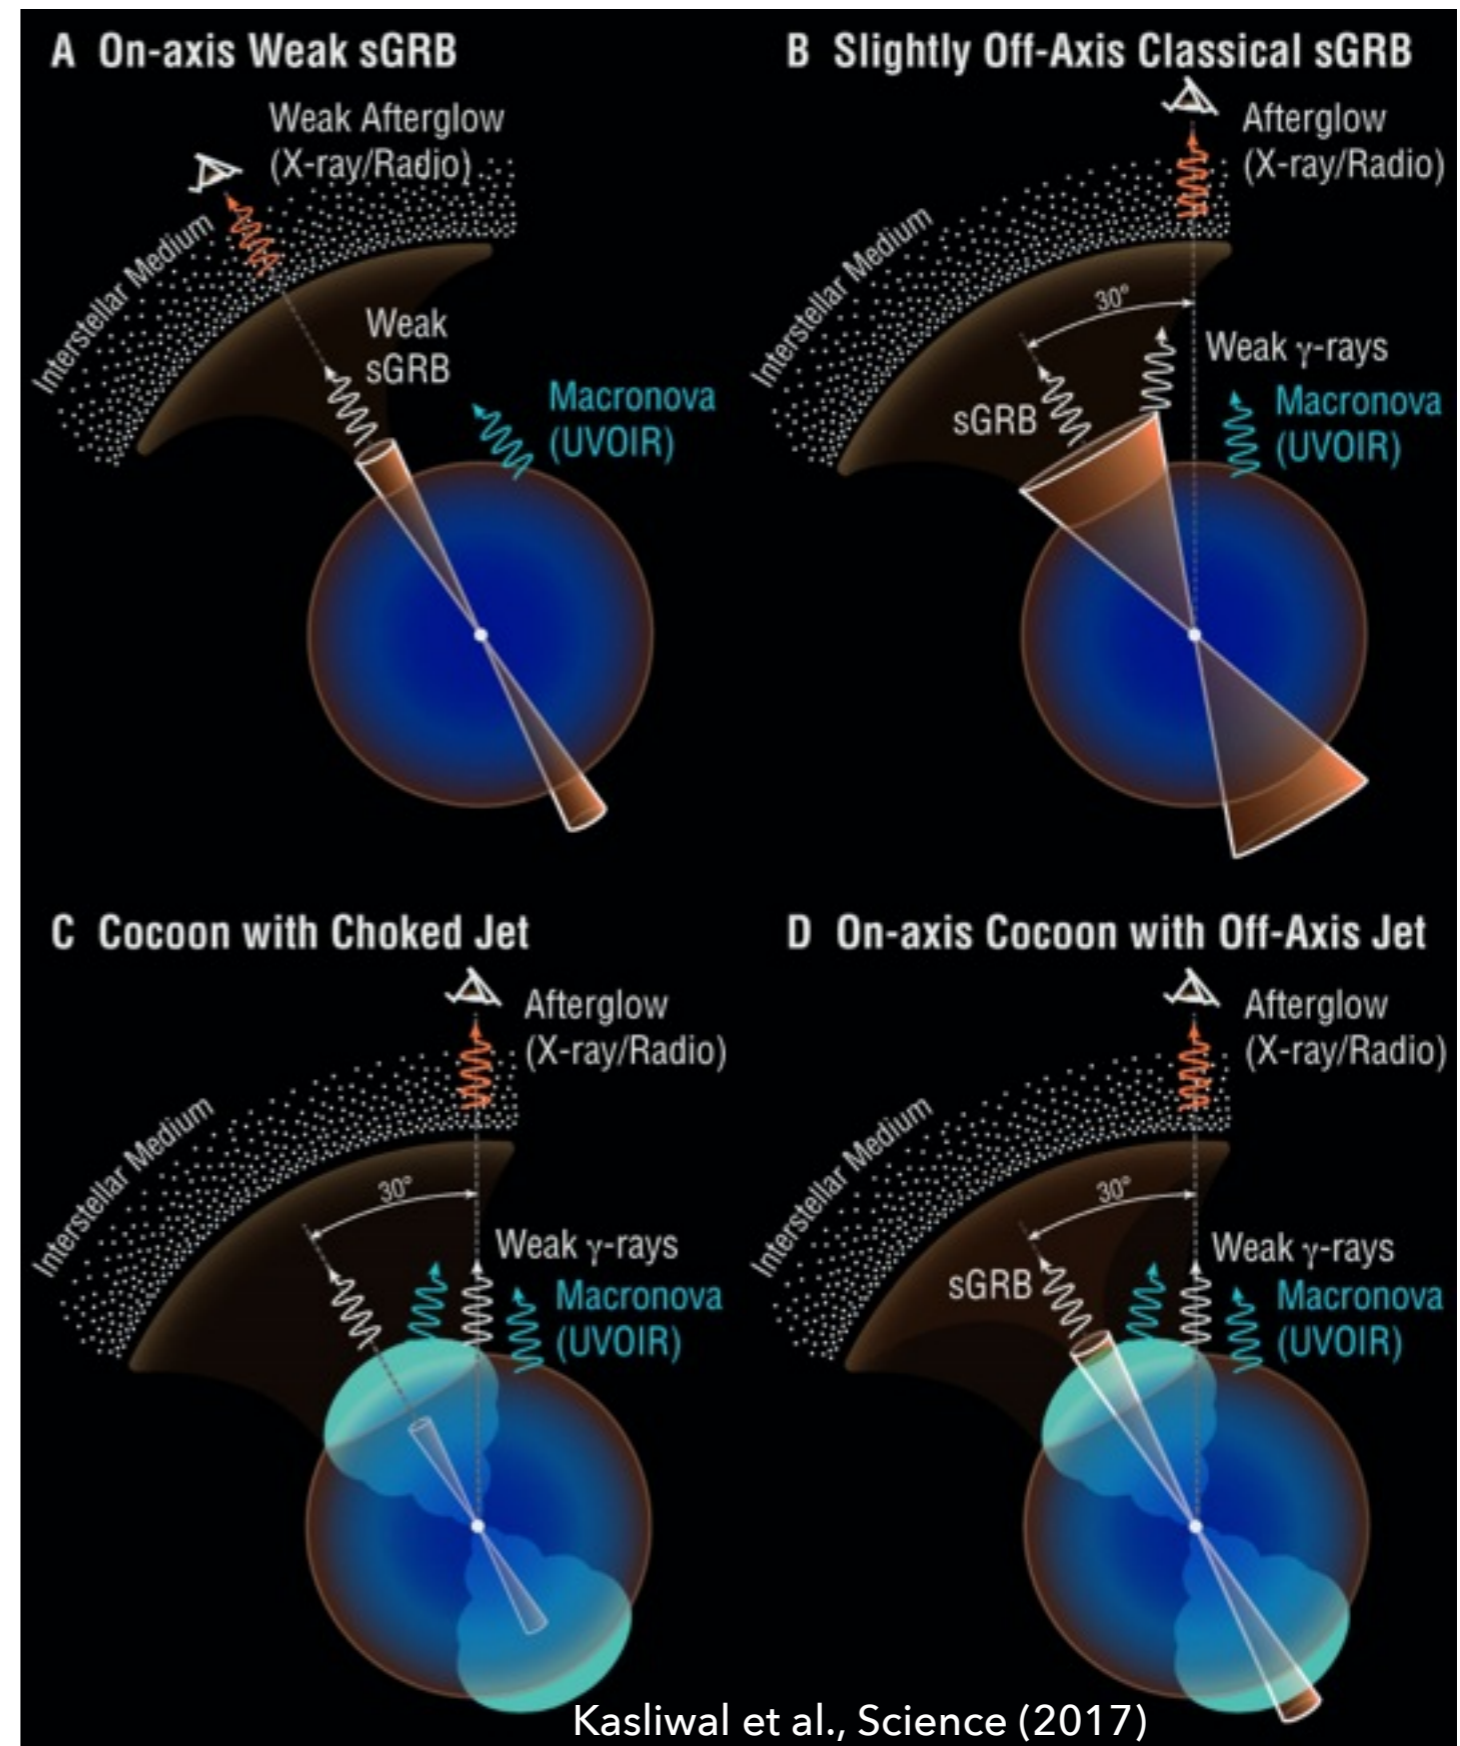 A On-axis Weak sGRB
Weak Afterglow
(X-ray/Radio)
Interstellar Medium
Weak
sGRB
Macronova
(UVOIR)
B Slightly Off-Axis Classical sGRB
Afterglow
(X-ray/Radio)
Interstellar Medium
30°
Weak γ-rays
sGRB
Macronova
(UVOIR)
C Cocoon with Choked Jet
Afterglow
(X-ray/Radio)
Interstellar Medium
30°
Weak γ-rays
Macronova
(UVOIR)
D On-axis Cocoon with Off-Axis Jet
Afterglow
(X-ray/Radio)
Interstellar Medium
30°
Weak γ-rays
sGRB
Macronova
(UVOIR)
Kasliwal et al., Science (2017)